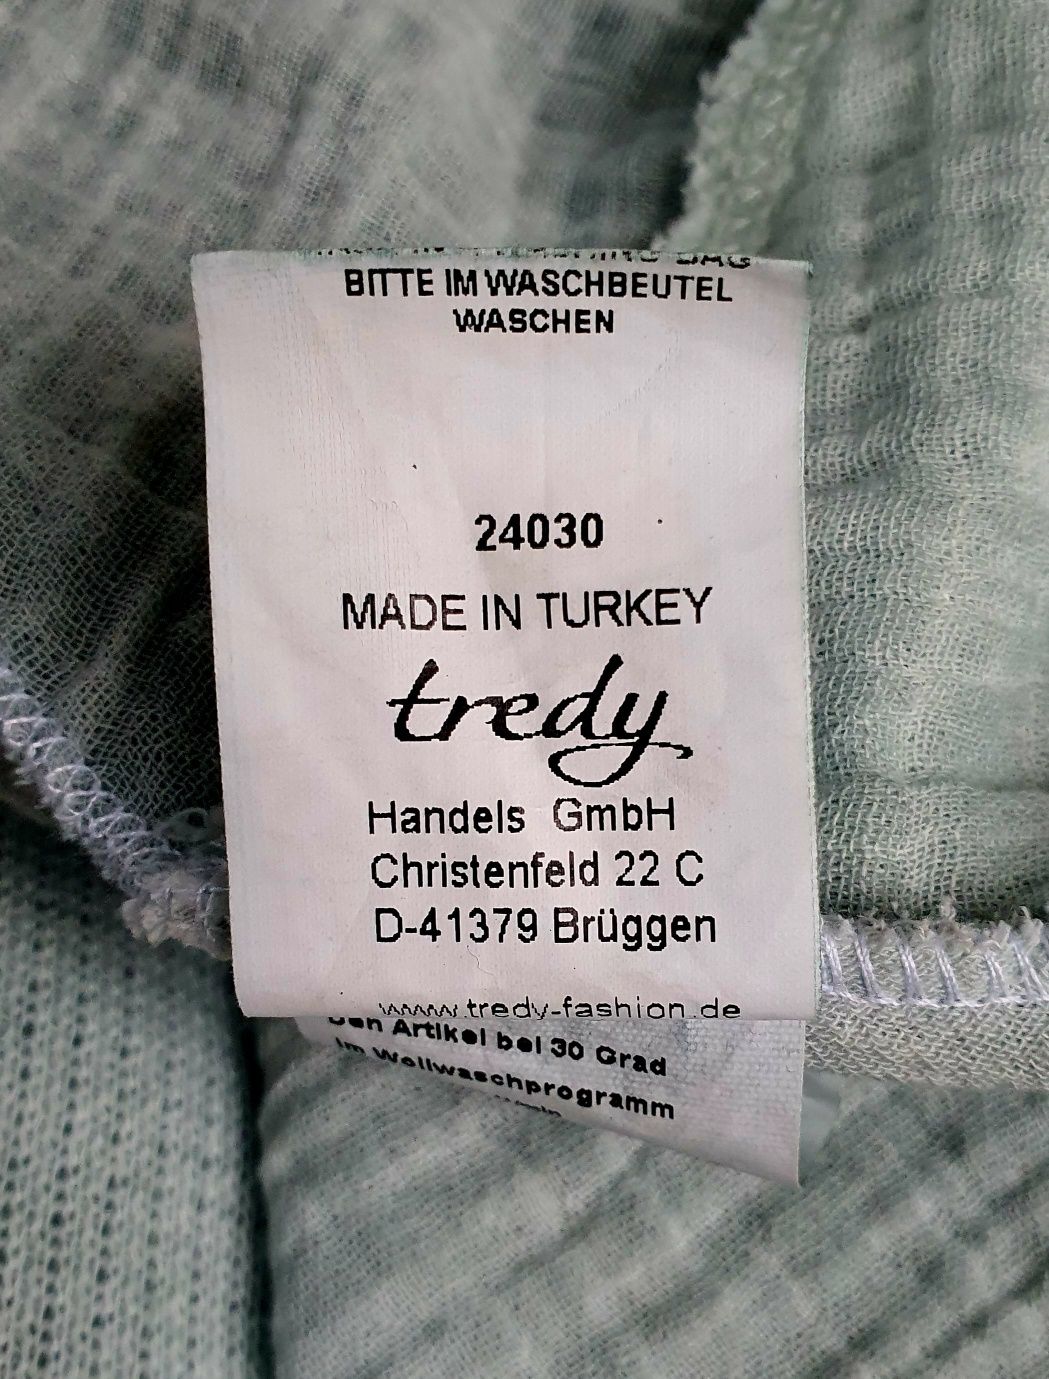 BITTE IM WASCHBEUTEL
WASCHEN
24030
MADE IN TURKEY
tredy
Handels GmbH
Christenfeld 22 C
D-41379 Brüggen
www.tredy-fashion.de
Den Artikel bei 30 Grad
im Wollwaschprogramm